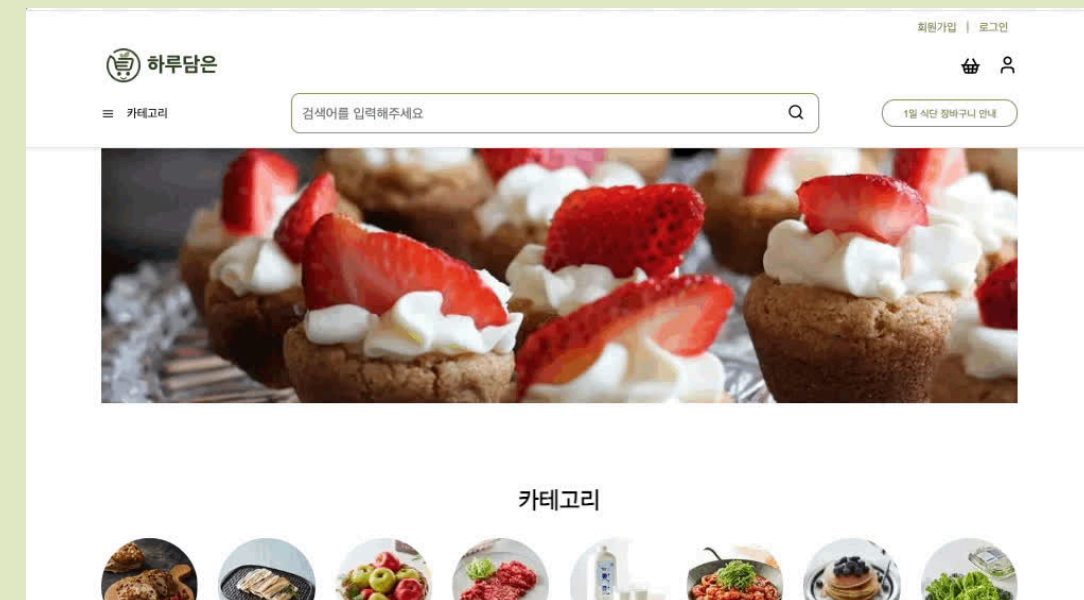 회원가입 | 로그인
하루담은
카테고리
검색어를 입력해주세요
1일 식단 장바구니 안내
카테고리